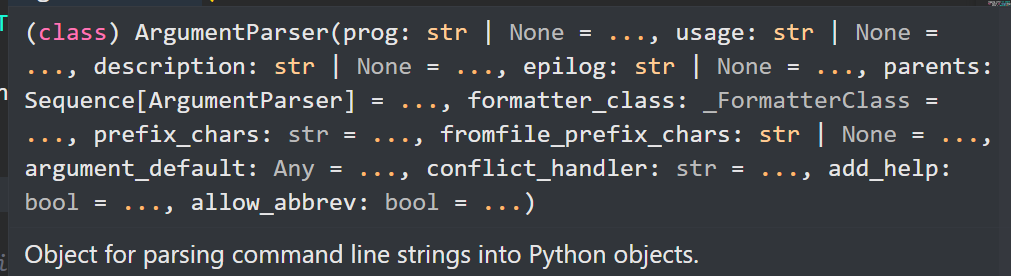 (class) ArgumentParser(prog: str | None = ..., usage: str | None =
..., description: str | None = ..., epilog: str | None = ..., parents:
Sequence[ArgumentParser] = ..., formatter_class: _FormatterClass =
..., prefix_chars: str = ..., fromfile_prefix_chars: str | None = ...,
argument_default: Any = ..., conflict_handler: str = ..., add_help:
bool = ..., allow_abbrev: bool = ...)
Object for parsing command line strings into Python objects.